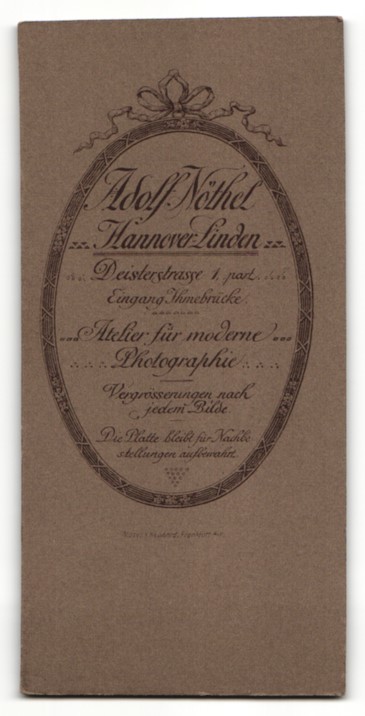 Adolf Nöthel
Hannover-Linden
Deisterstrasse 1. part.
Eingang Ihmebrücke.
Atelier für moderne
Photographie
Vergrösserungen nach
jedem Bilde
Die Platte bleibt für Nachbe
stellungen aufbewahrt.
Frankfurt